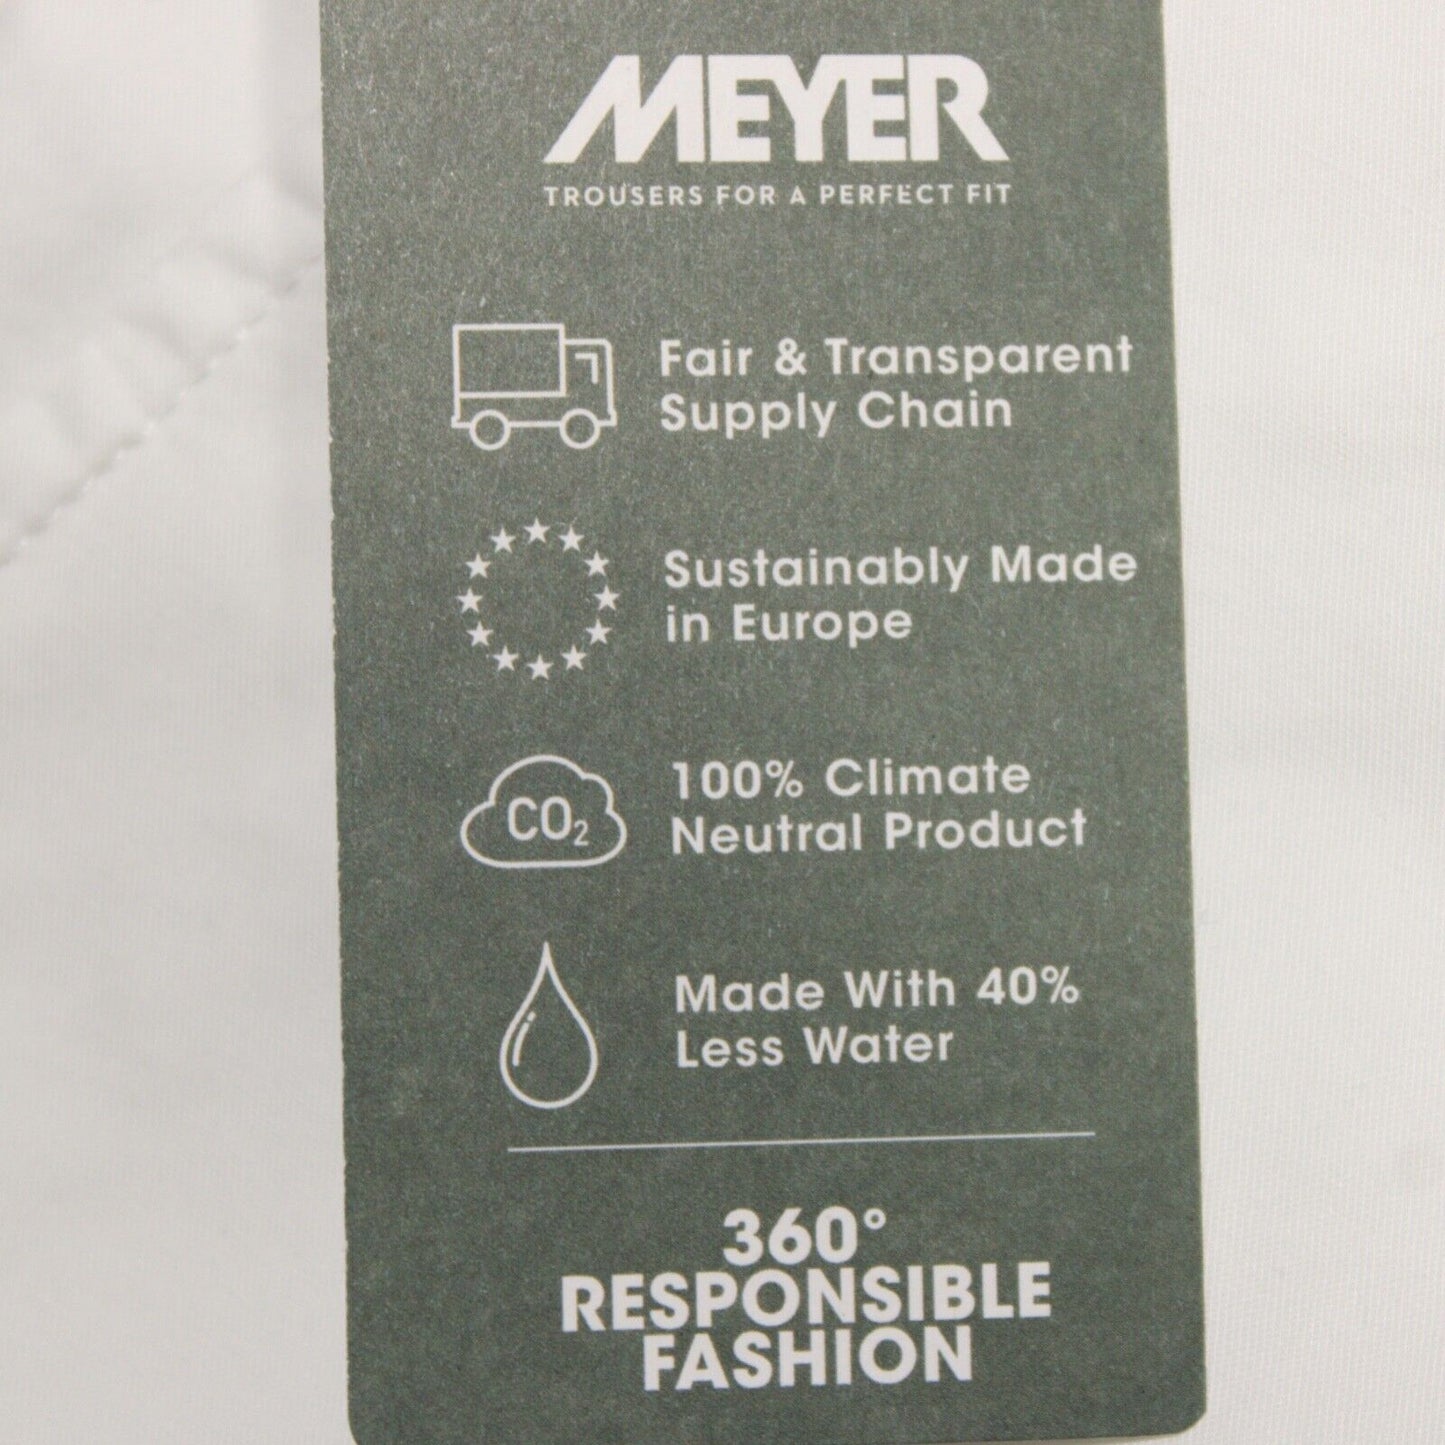 MEYER
TROUSERS FOR A PERFECT FIT
Fair & Transparent
Supply Chain
Sustainably Made
in Europe
CO₂
100% Climate
Neutral Product
Made With 40%
Less Water
360°
RESPONSIBLE
FASHION